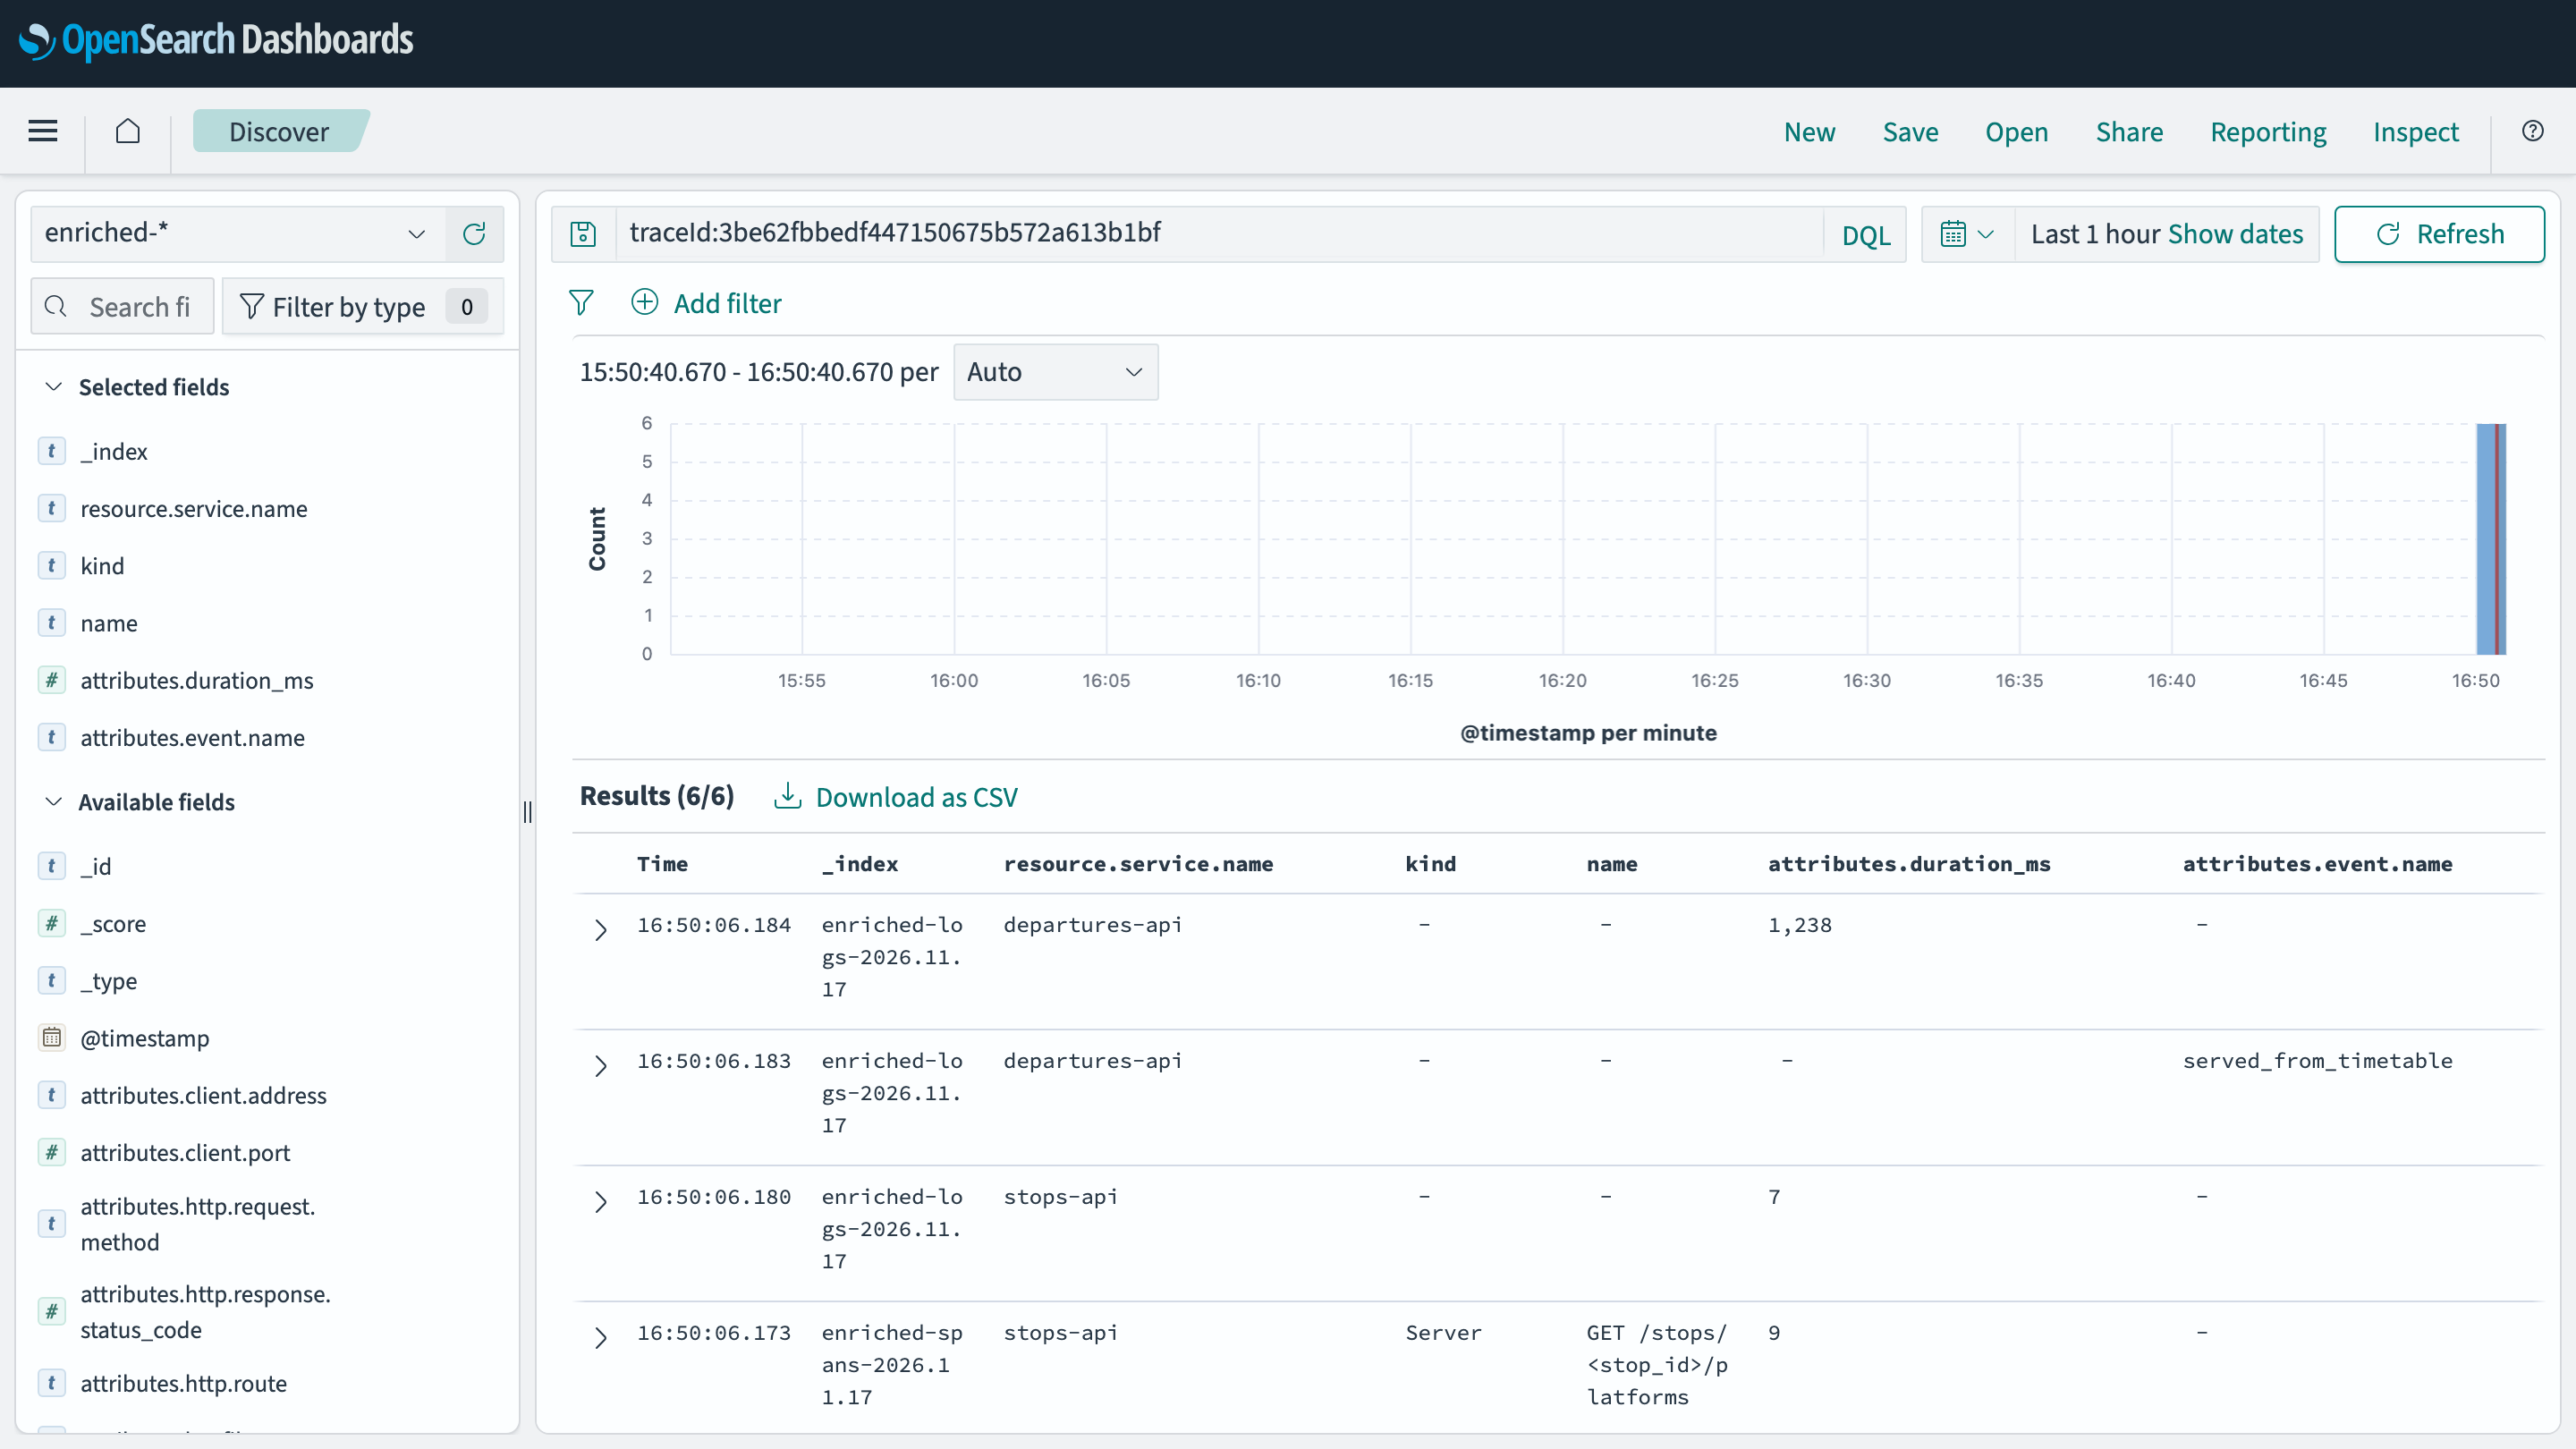 OpenSearch Dashboards
Discover
New Save Open Share Reporting Inspect
enriched-*
traceId:3be62fbbedf447150675b572a613b1bf
DQL
Last 1 hour Show dates
Refresh
Search fi
Filter by type 0
Add filter
Selected fields
t _index
t resource.service.name
t kind
t name
# attributes.duration_ms
t attributes.event.name
Available fields
t _id
# _score
t _type
@timestamp
t attributes.client.address
# attributes.client.port
t attributes.http.request.
method
# attributes.http.response.
status_code
t attributes.http.route
15:50:40.670 - 16:50:40.670 per Auto
Count
6
5
4
3
2
1
0
15:55 16:00 16:05 16:10 16:15 16:20 16:25 16:30 16:35 16:40 16:45 16:50
@timestamp per minute
Results (6/6) Download as CSV
Time _index resource.service.name kind name attributes.duration_ms attributes.event.name
16:50:06.184 enriched-lo departures-api - - 1,238 -
gs-2026.11.
17
16:50:06.183 enriched-lo departures-api - - - served_from_timetable
gs-2026.11.
17
16:50:06.180 enriched-lo stops-api - - 7 -
gs-2026.11.
17
16:50:06.173 enriched-sp stops-api Server GET /stops/ 9 -
ans-2026.1 <stop_id>/p
1.17 latforms